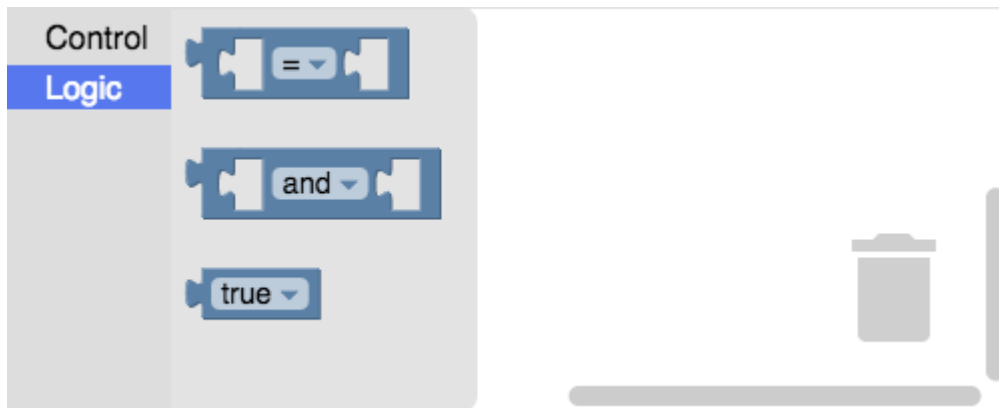 Control
Logic
=
and
true